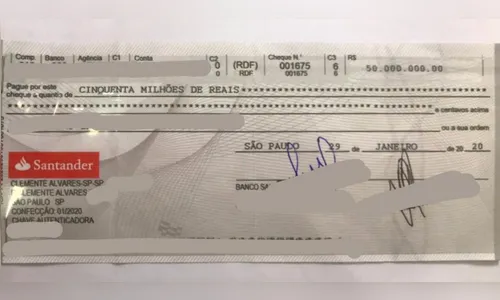 Comp. Banco Agência C1 Conta C2 (RDF) Cheque N.º C3 R$
0 (RDF) 001675 6 50.000.000.00
0 001675 6
Pague por este
cheque a quantia de CINQUENTA MILHÕES DE REAIS
e centavos acima
ou a sua ordem
SÃO PAULO 29 de JANEIRO de 20 20
Santander
BANCO SA
CLEMENTE ALVARES-SP-SP
CLEMENTE ALVARES
SAO PAULO SP
CONFECÇÃO: 01/2020
CHAVE AUTENTICADORA